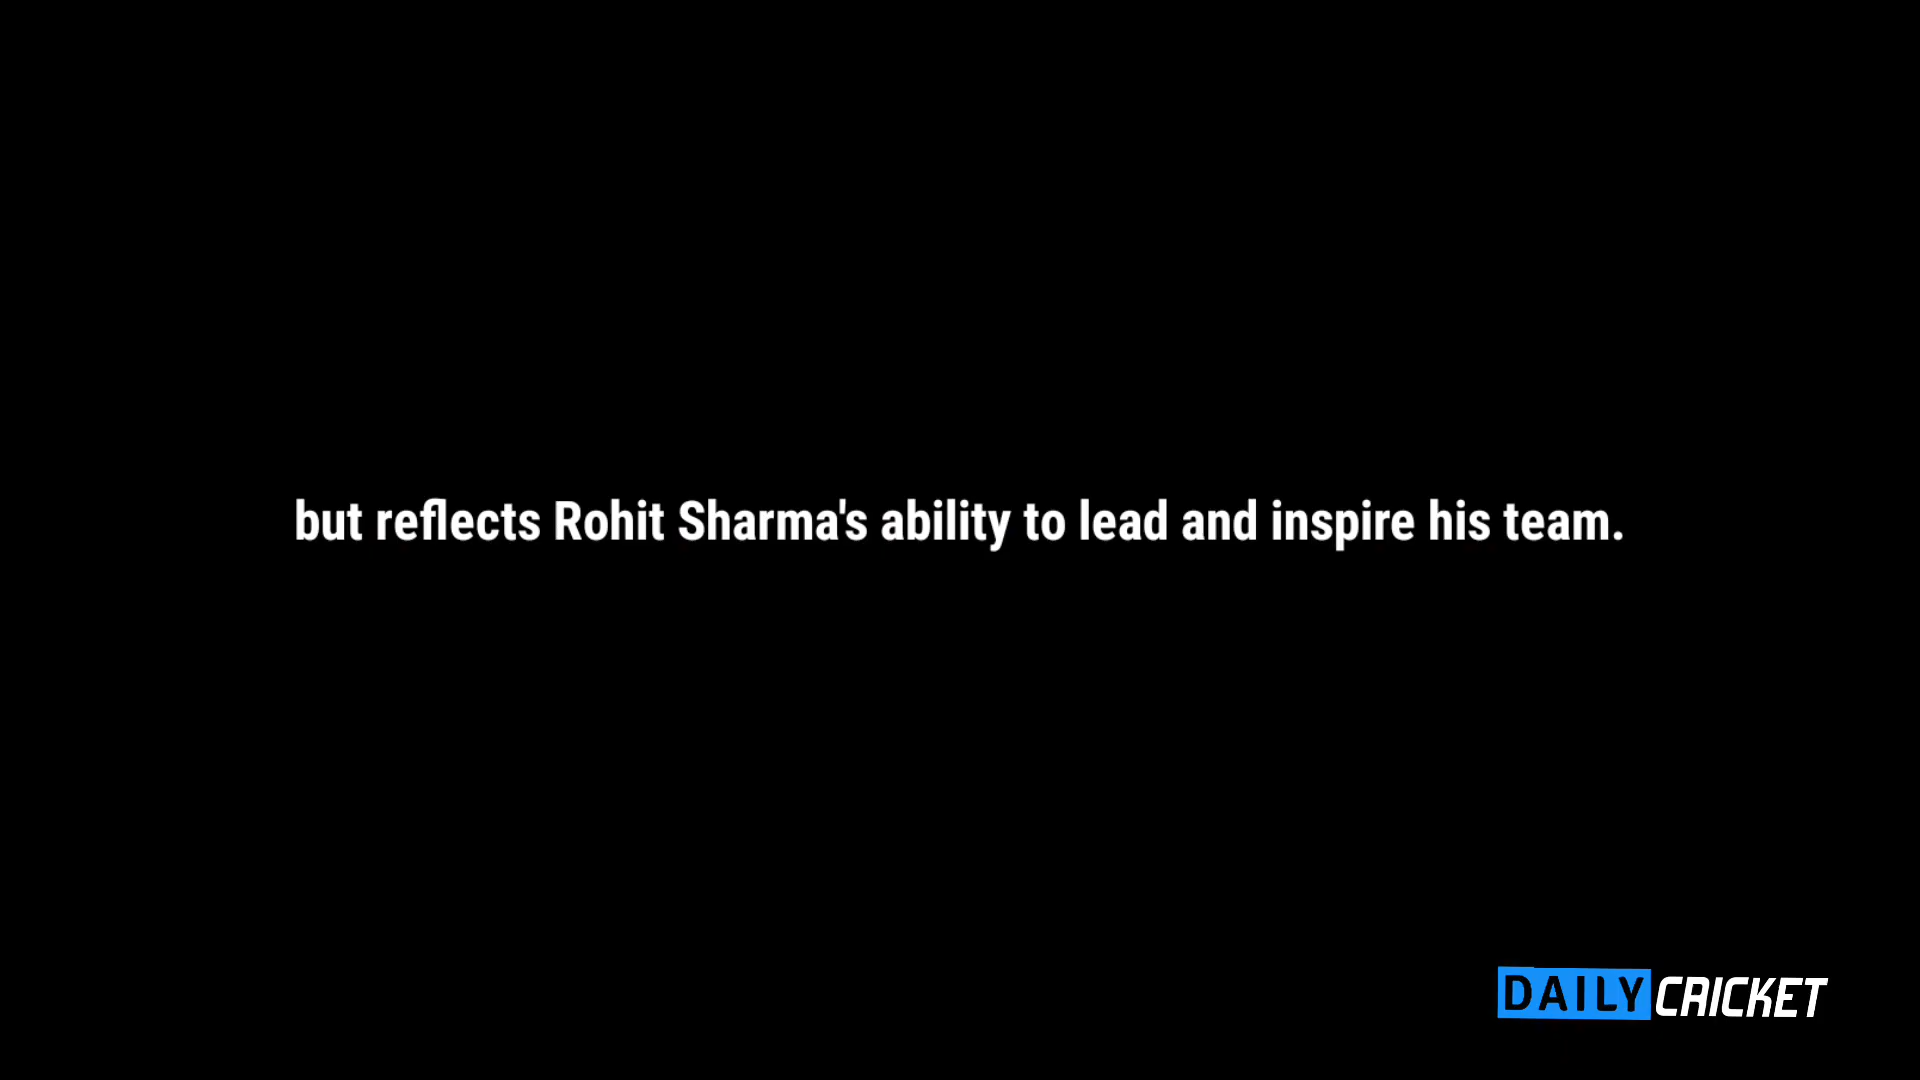 but reflects Rohit Sharma's ability to lead and inspire his team.
DAILY CRICKET